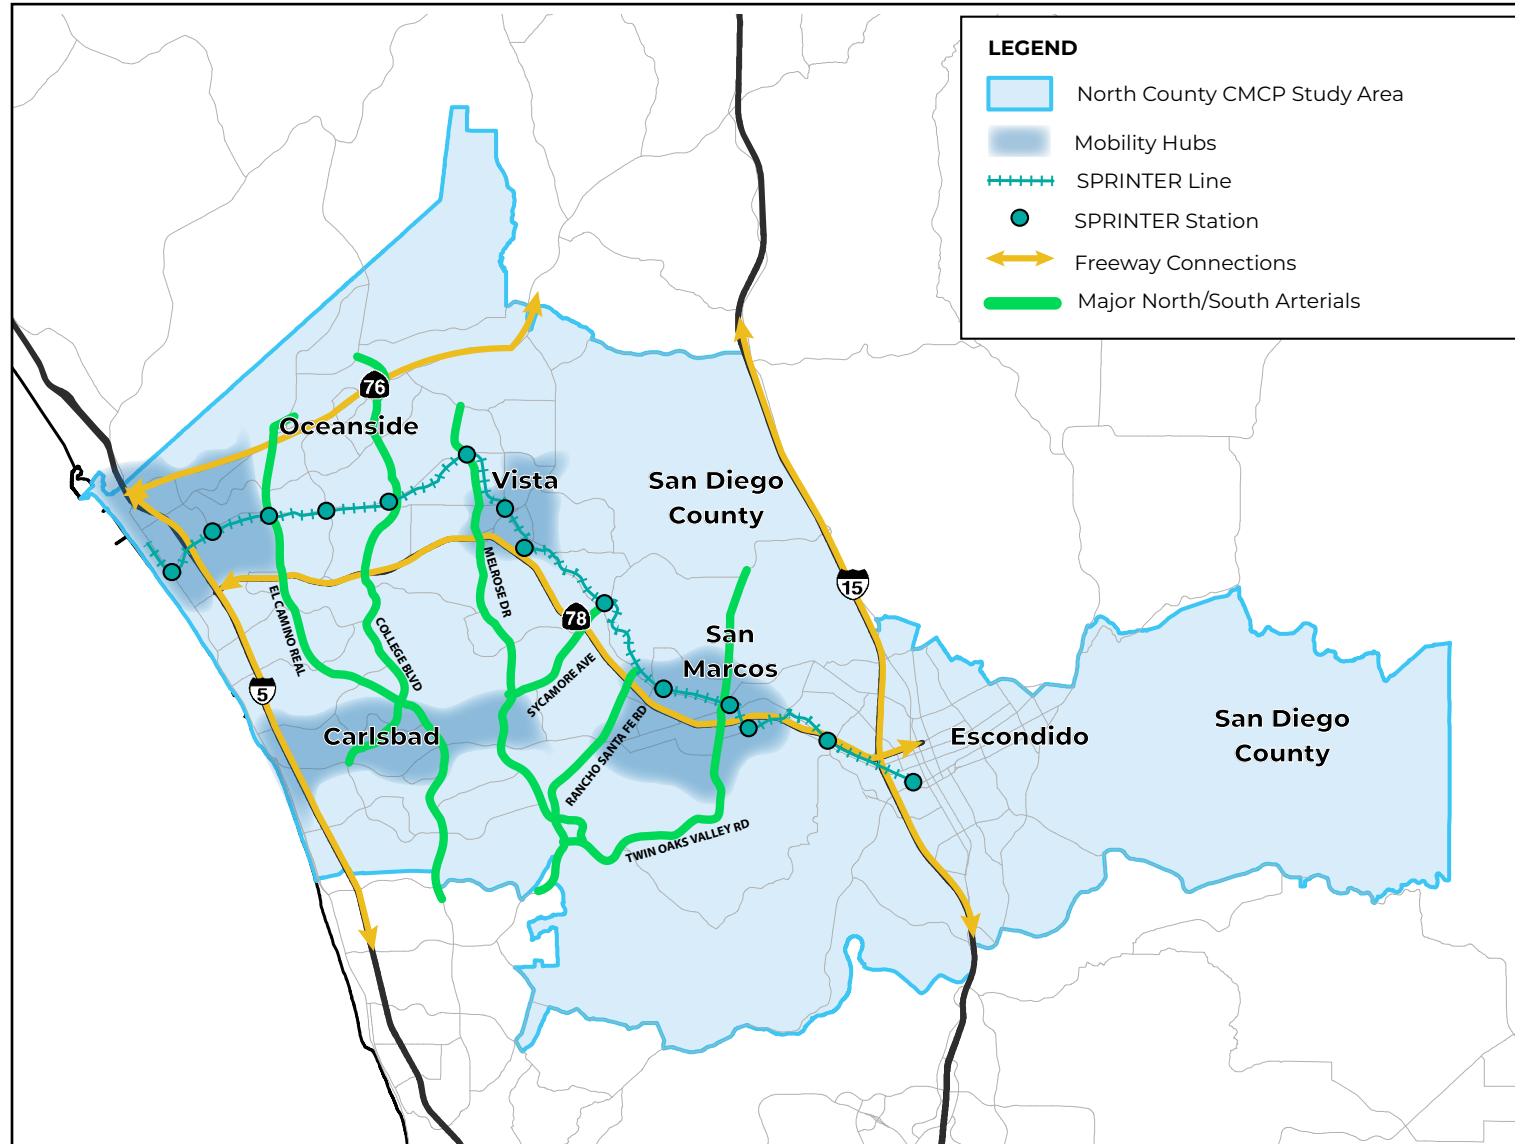 LEGEND
North County CMCP Study Area
Mobility Hubs
SPRINTER Line
SPRINTER Station
Freeway Connections
Major North/South Arterials
76
Oceanside
Vista
San Diego
County
MELROSE DR
15
EL CAMINO REAL
COLLEGE BLVD
78
SYCAMORE AVE
San
Marcos
5
RANCHO SANTA FE RD
Carlsbad
Escondido
San Diego
County
TWIN OAKS VALLEY RD